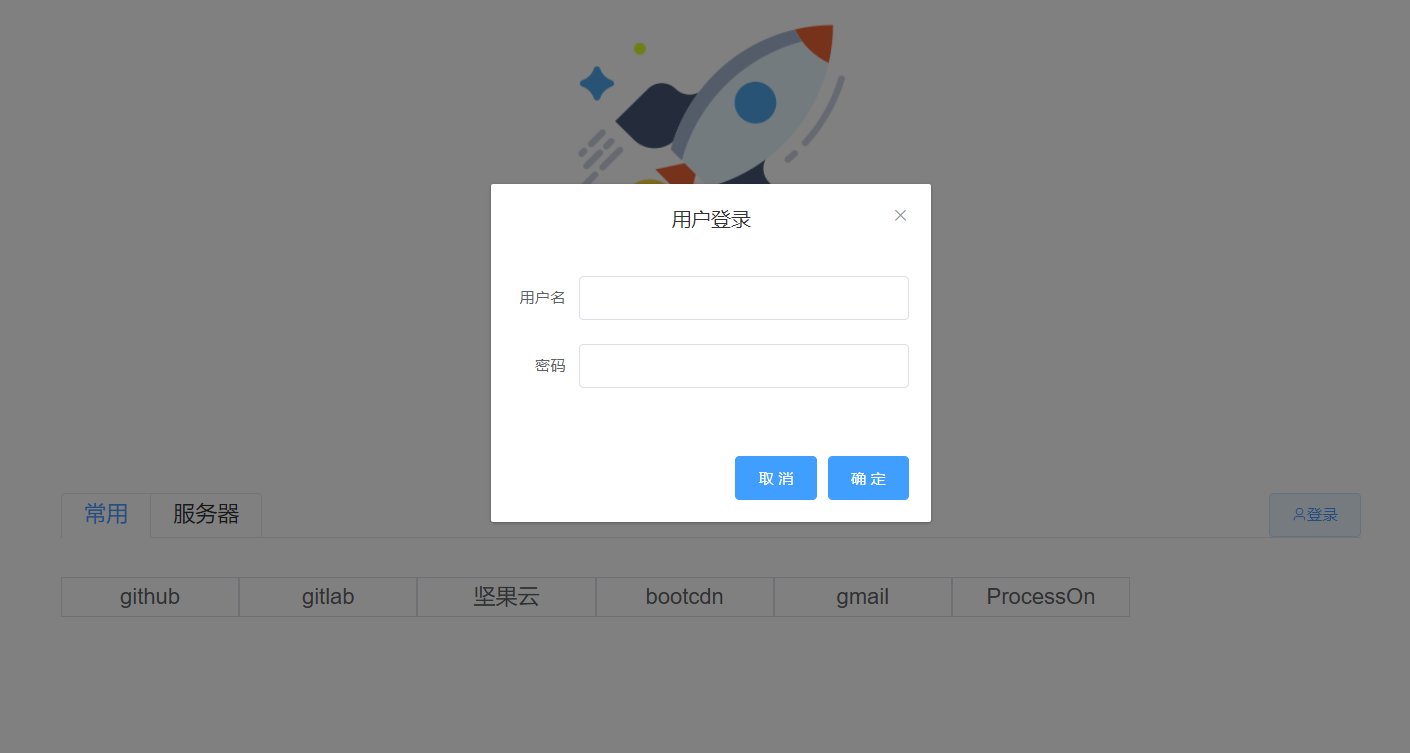 用户登录
用户名
密码
取 消 确 定
常用 服务器 登录
github gitlab 坚果云 bootcdn gmail ProcessOn